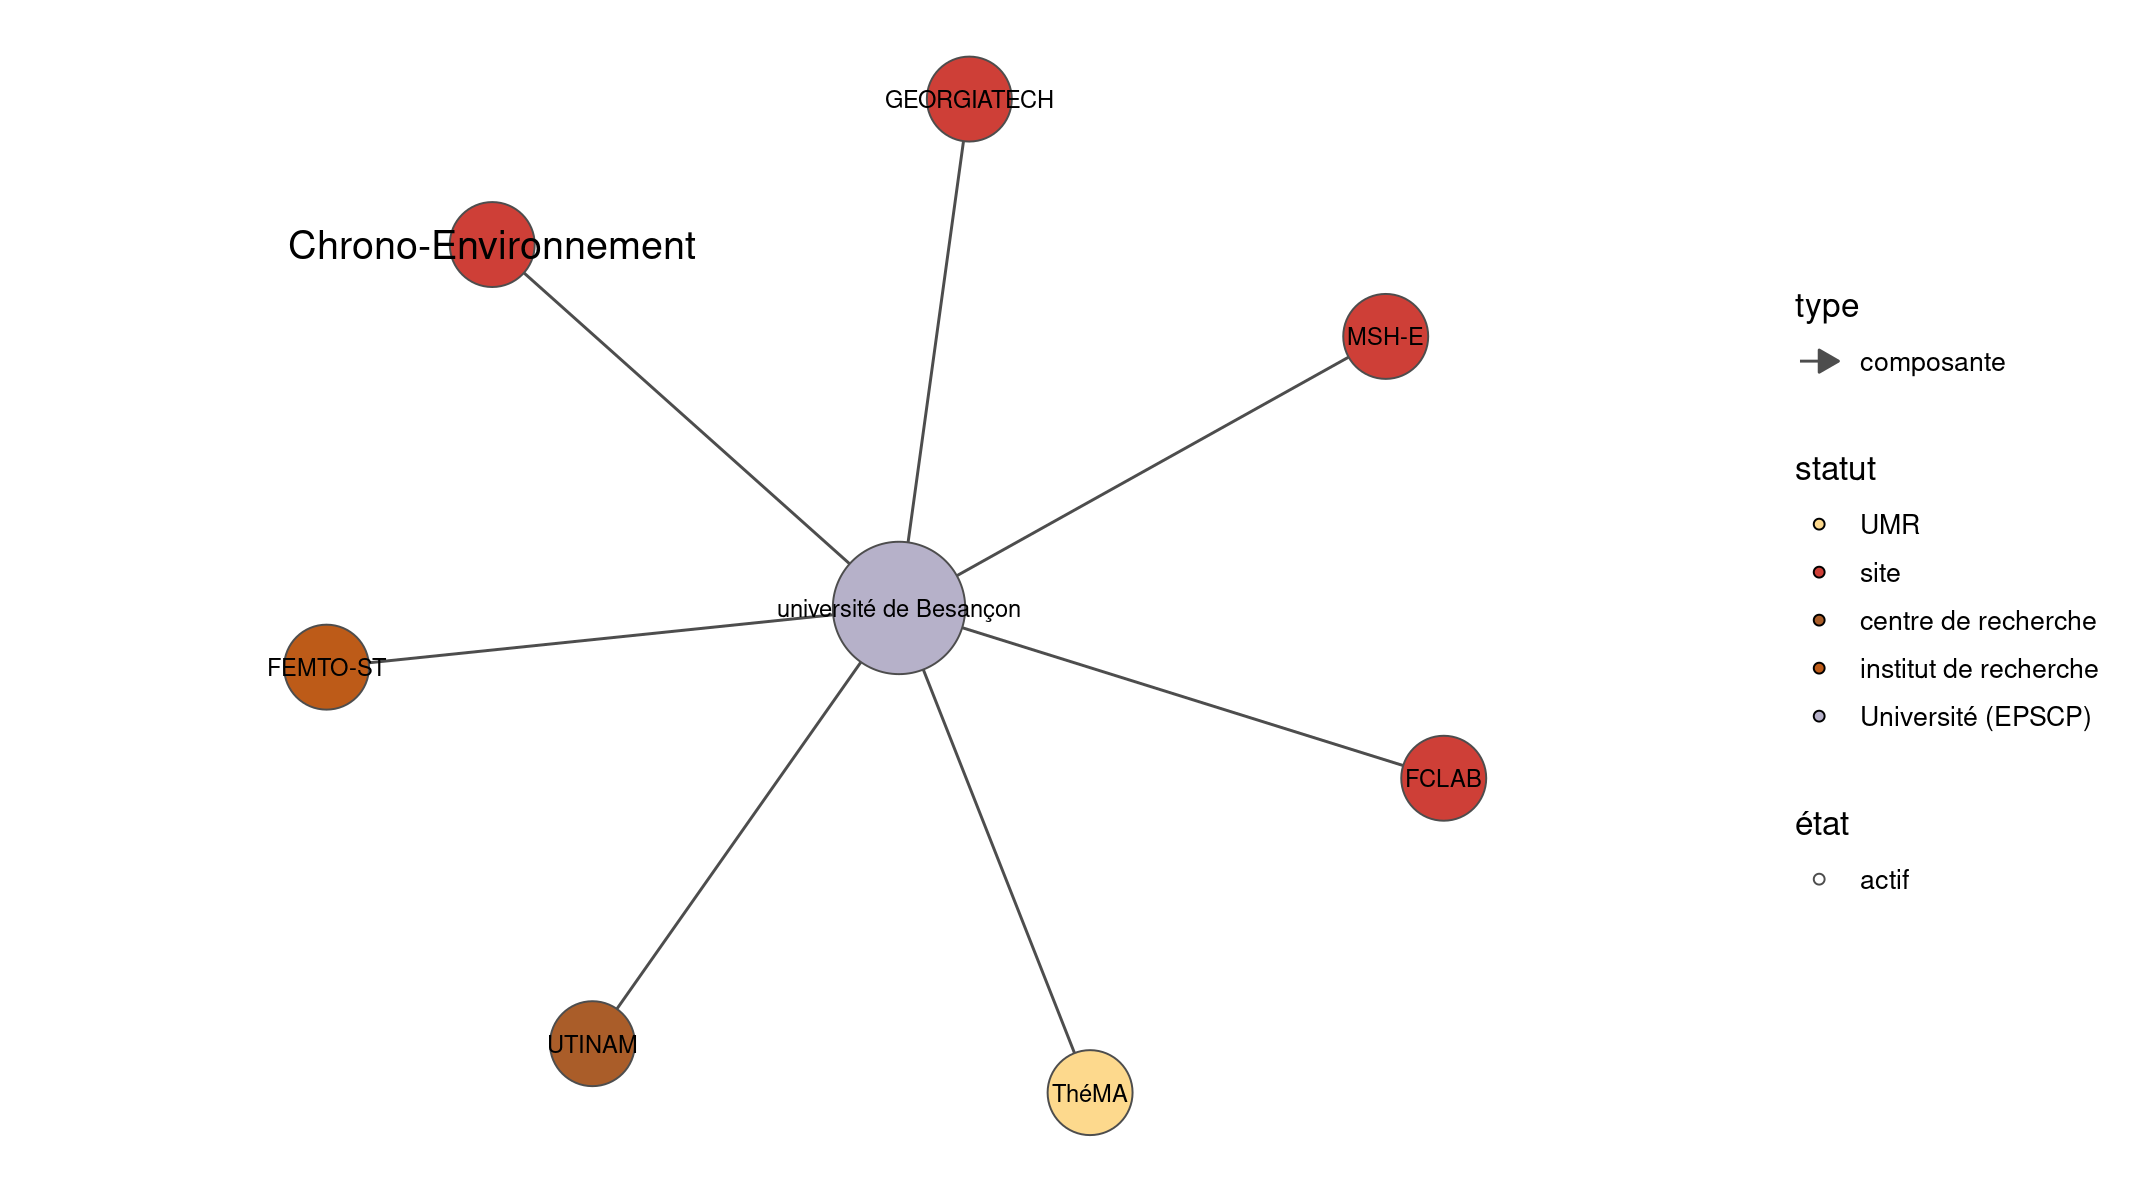 GEORGIATECH
Chrono-Environnement
MSH-E
université de Besançon
FEMTO-ST
FCLAB
UTINAM
ThéMA
type
composante
statut
UMR
site
centre de recherche
institut de recherche
Université (EPSCP)
état
actif